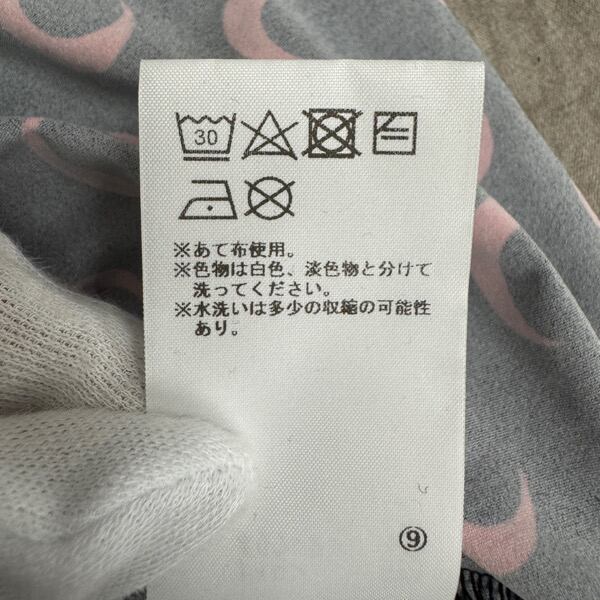 30
※あて布使用。
※色物は白色、淡色物と分けて
洗ってください。
※水洗いは多少の収縮の可能性
あり。
⑨